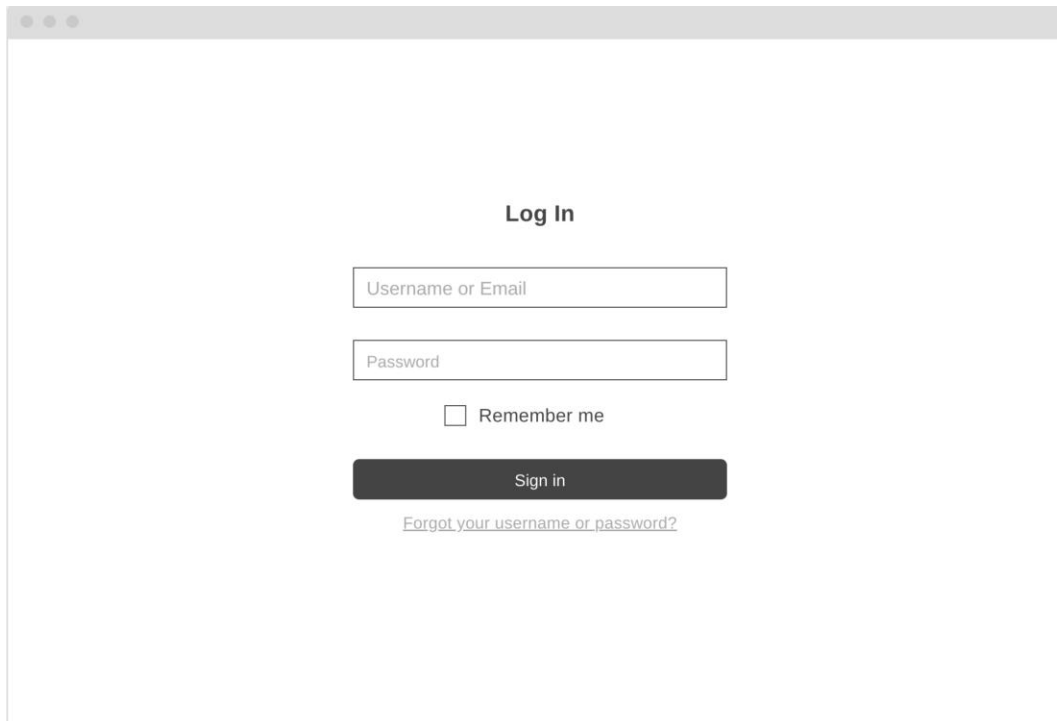 Log In
Username or Email
Password
Remember me
Sign in
Forgot your username or password?